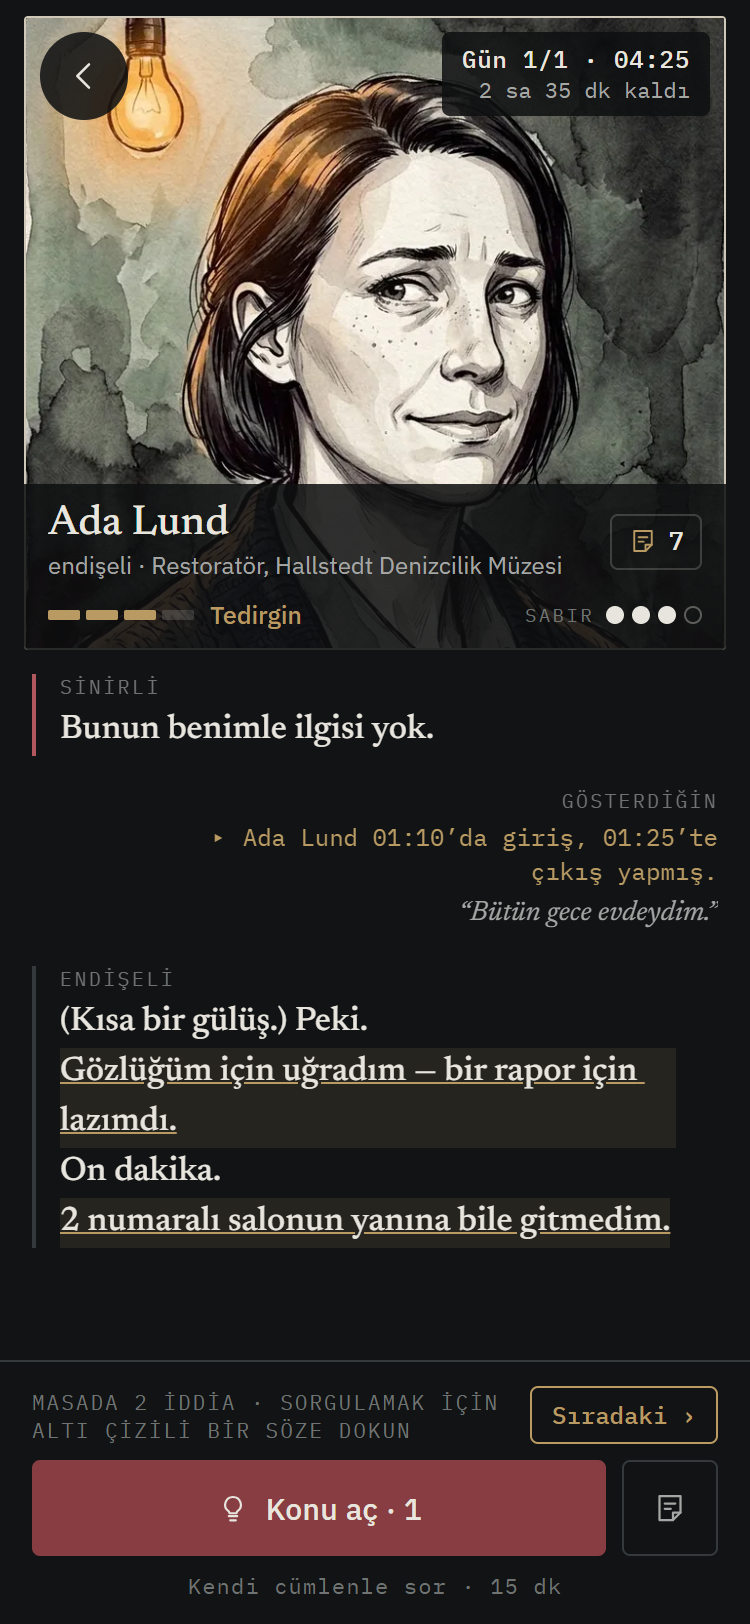 Gün 1/1 · 04:25
2 sa 35 dk kaldı
Ada Lund
endişeli · Restoratör, Hallstedt Denizcilik Müzesi
7
Tedirgin
SABIR
SİNİRLİ
Bunun benimle ilgisi yok.
GÖSTERDİĞİN
▸ Ada Lund 01:10’da giriş, 01:25’te
çıkış yapmış.
“Bütün gece evdeydim.”
ENDİŞELİ
(Kısa bir gülüş.) Peki.
Gözlüğüm için uğradım — bir rapor için
lazımdı.
On dakika.
2 numaralı salonun yanına bile gitmedim.
MASADA 2 İDDİA · SORGULAMAK İÇİN
ALTI ÇİZİLİ BİR SÖZE DOKUN
Sıradaki ›
Konu aç · 1
Kendi cümlenle sor · 15 dk